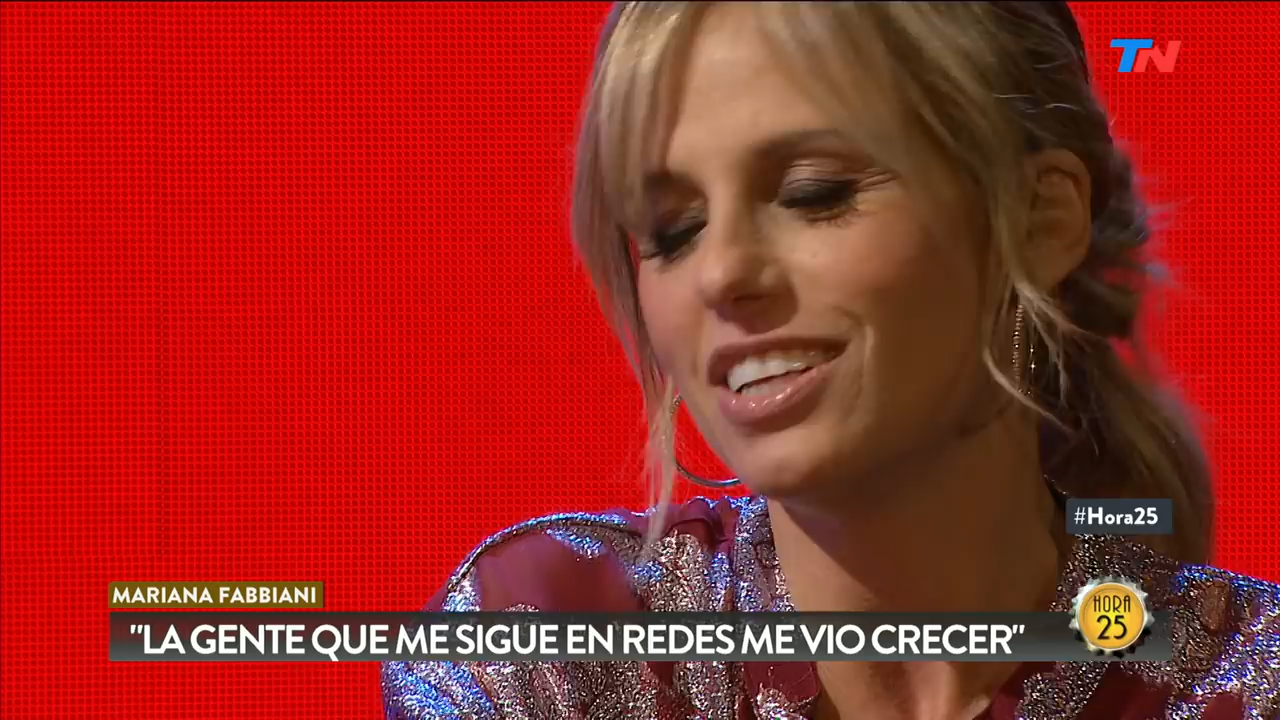 TN
#Hora25
MARIANA FABBIANI
"LA GENTE QUE ME SIGUE EN REDES ME VIO CRECER"
HORA
25